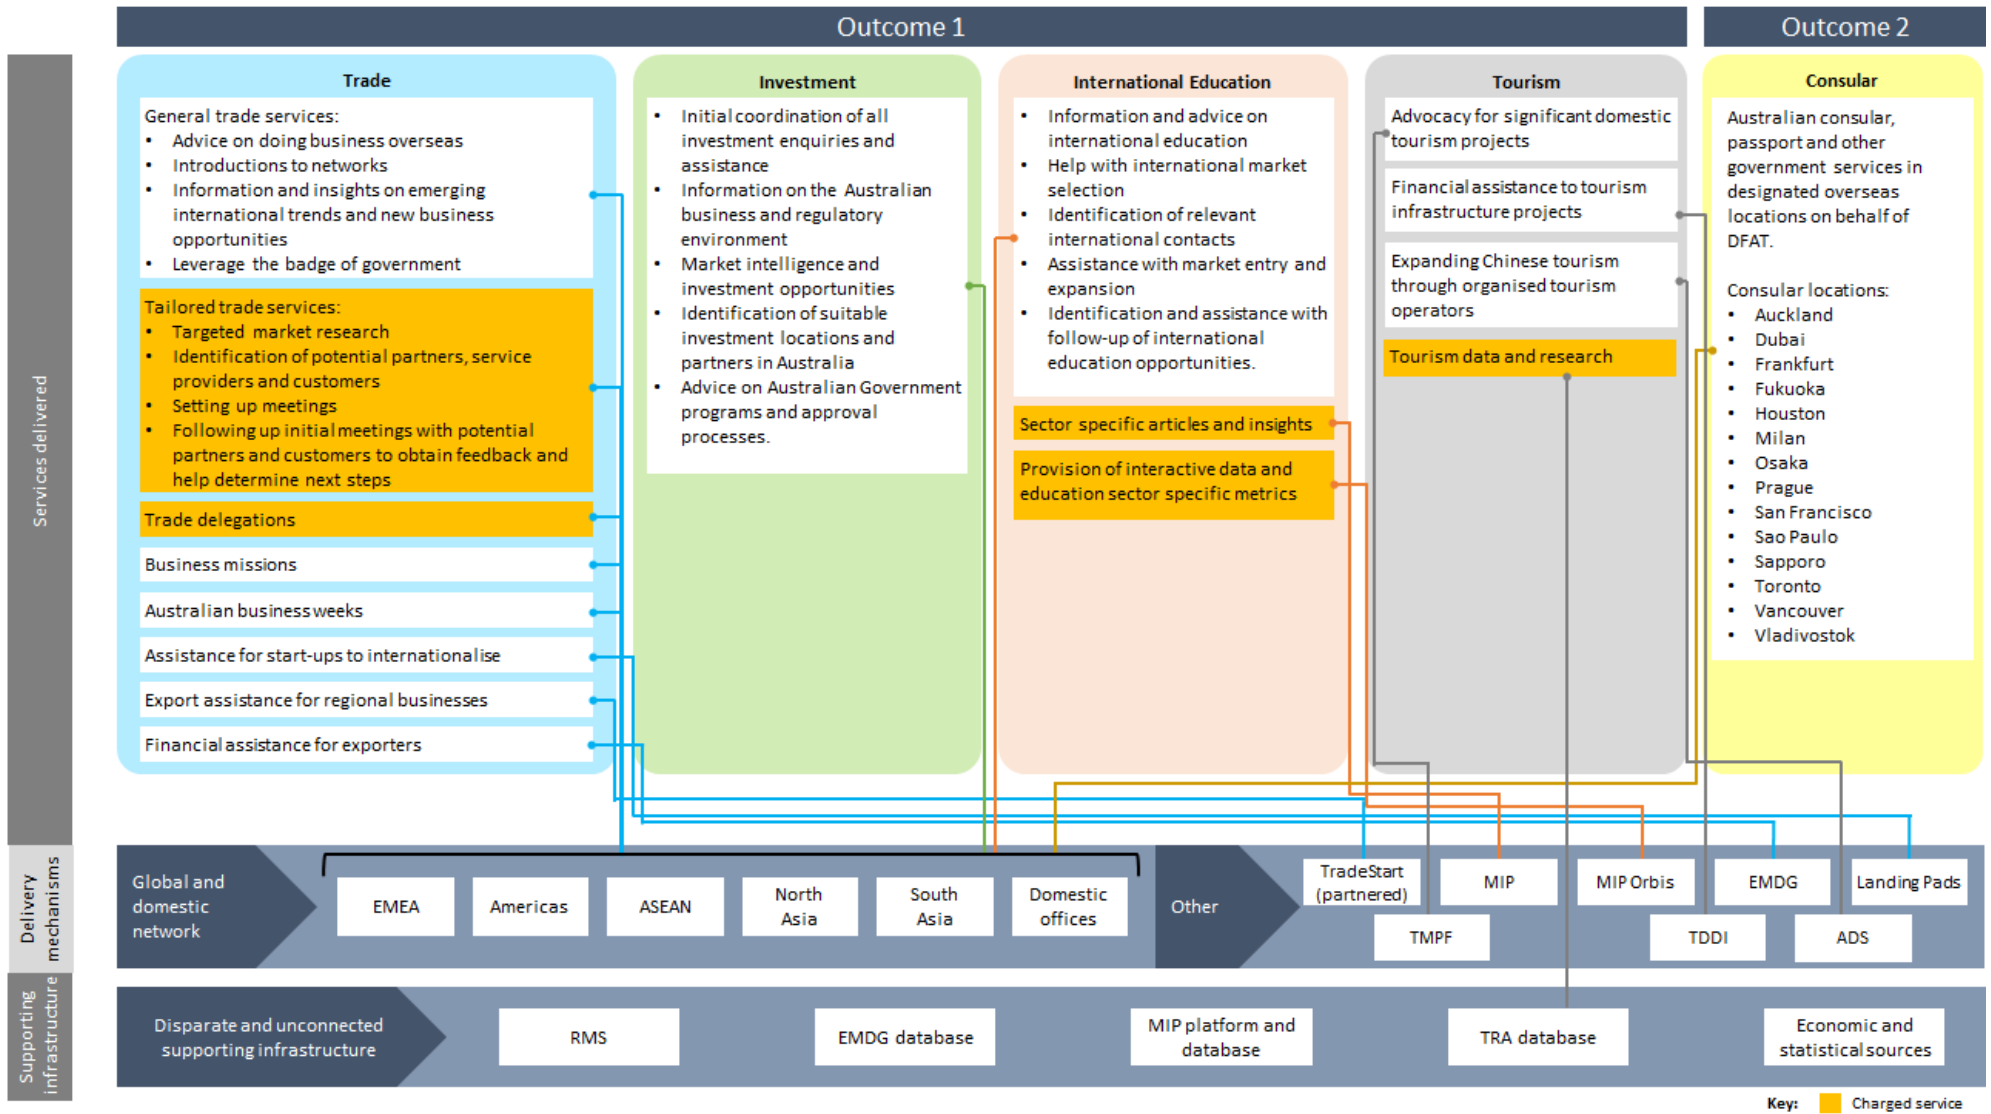 Outcome 1
Outcome 2
Services delivered
Trade
General trade services:
• Advice on doing business overseas
• Introductions to networks
• Information and insights on emerging
international trends and new business
opportunities
• Leverage the badge of government
Tailored trade services:
• Targeted market research
• Identification of potential partners, service
providers and customers
• Setting up meetings
• Following up initial meetings with potential
partners and customers to obtain feedback and
help determine next steps
Trade delegations
Business missions
Australian business weeks
Assistance for start-ups to internationalise
Export assistance for regional businesses
Financial assistance for exporters
Investment
• Initial coordination of all
investment enquiries and
assistance
• Information on the Australian
business and regulatory
environment
• Market intelligence and
investment opportunities
• Identification of suitable
investment locations and
partners in Australia
• Advice on Australian Government
programs and approval
processes.
International Education
• Information and advice on
international education
• Help with international market
selection
• Identification of relevant
international contacts
• Assistance with market entry and
expansion
• Identification and assistance with
follow-up of international
education opportunities.
Sector specific articles and insights
Provision of interactive data and
education sector specific metrics
Tourism
Advocacy for significant domestic
tourism projects
Financial assistance to tourism
infrastructure projects
Expanding Chinese tourism
through organised tourism
operators
Tourism data and research
Consular
Australian consular,
passport and other
government services in
designated overseas
locations on behalf of
DFAT.
Consular locations:
• Auckland
• Dubai
• Frankfurt
• Fukuoka
• Houston
• Milan
• Osaka
• Prague
• San Francisco
• Sao Paulo
• Sapporo
• Toronto
• Vancouver
• Vladivostok
Delivery
mechanisms
Global and
domestic
network
EMEA
Americas
ASEAN
North
Asia
South
Asia
Domestic
offices
Other
TradeStart
(partnered)
MIP
MIP Orbis
EMDG
Landing Pads
TMPF
TDDI
ADS
Supporting
infrastructure
Disparate and unconnected
supporting infrastructure
RMS
EMDG database
MIP platform and
database
TRA database
Economic and
statistical sources
Key: Charged service